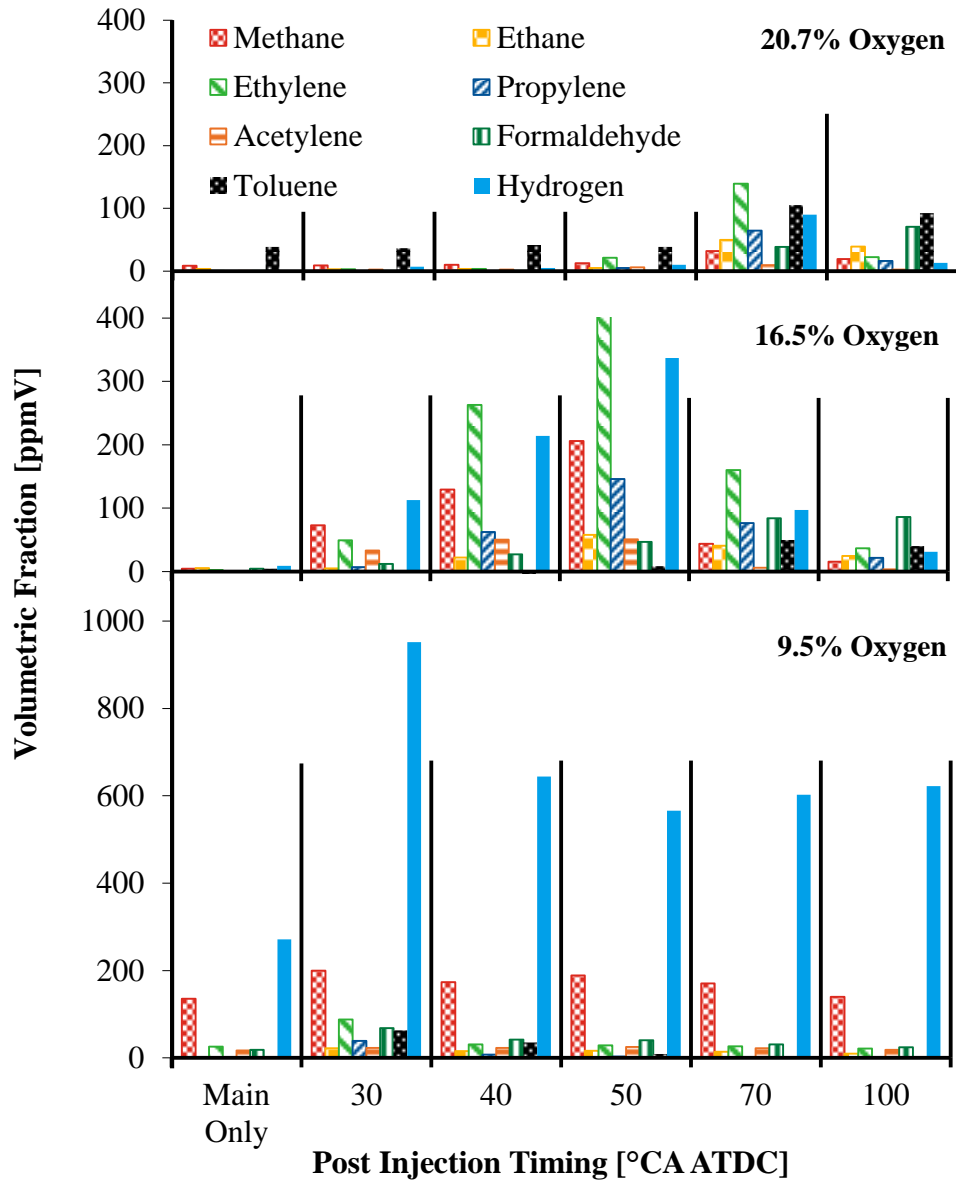 Volumetric Fraction [ppmV]
400
300
200
100
0
Methane
Ethane
Ethylene
Propylene
Acetylene
Formaldehyde
Toluene
Hydrogen
20.7% Oxygen
400
300
200
100
0
16.5% Oxygen
1000
800
600
400
200
0
9.5% Oxygen
Main
Only
30
40
50
70
100
Post Injection Timing [°CA ATDC]